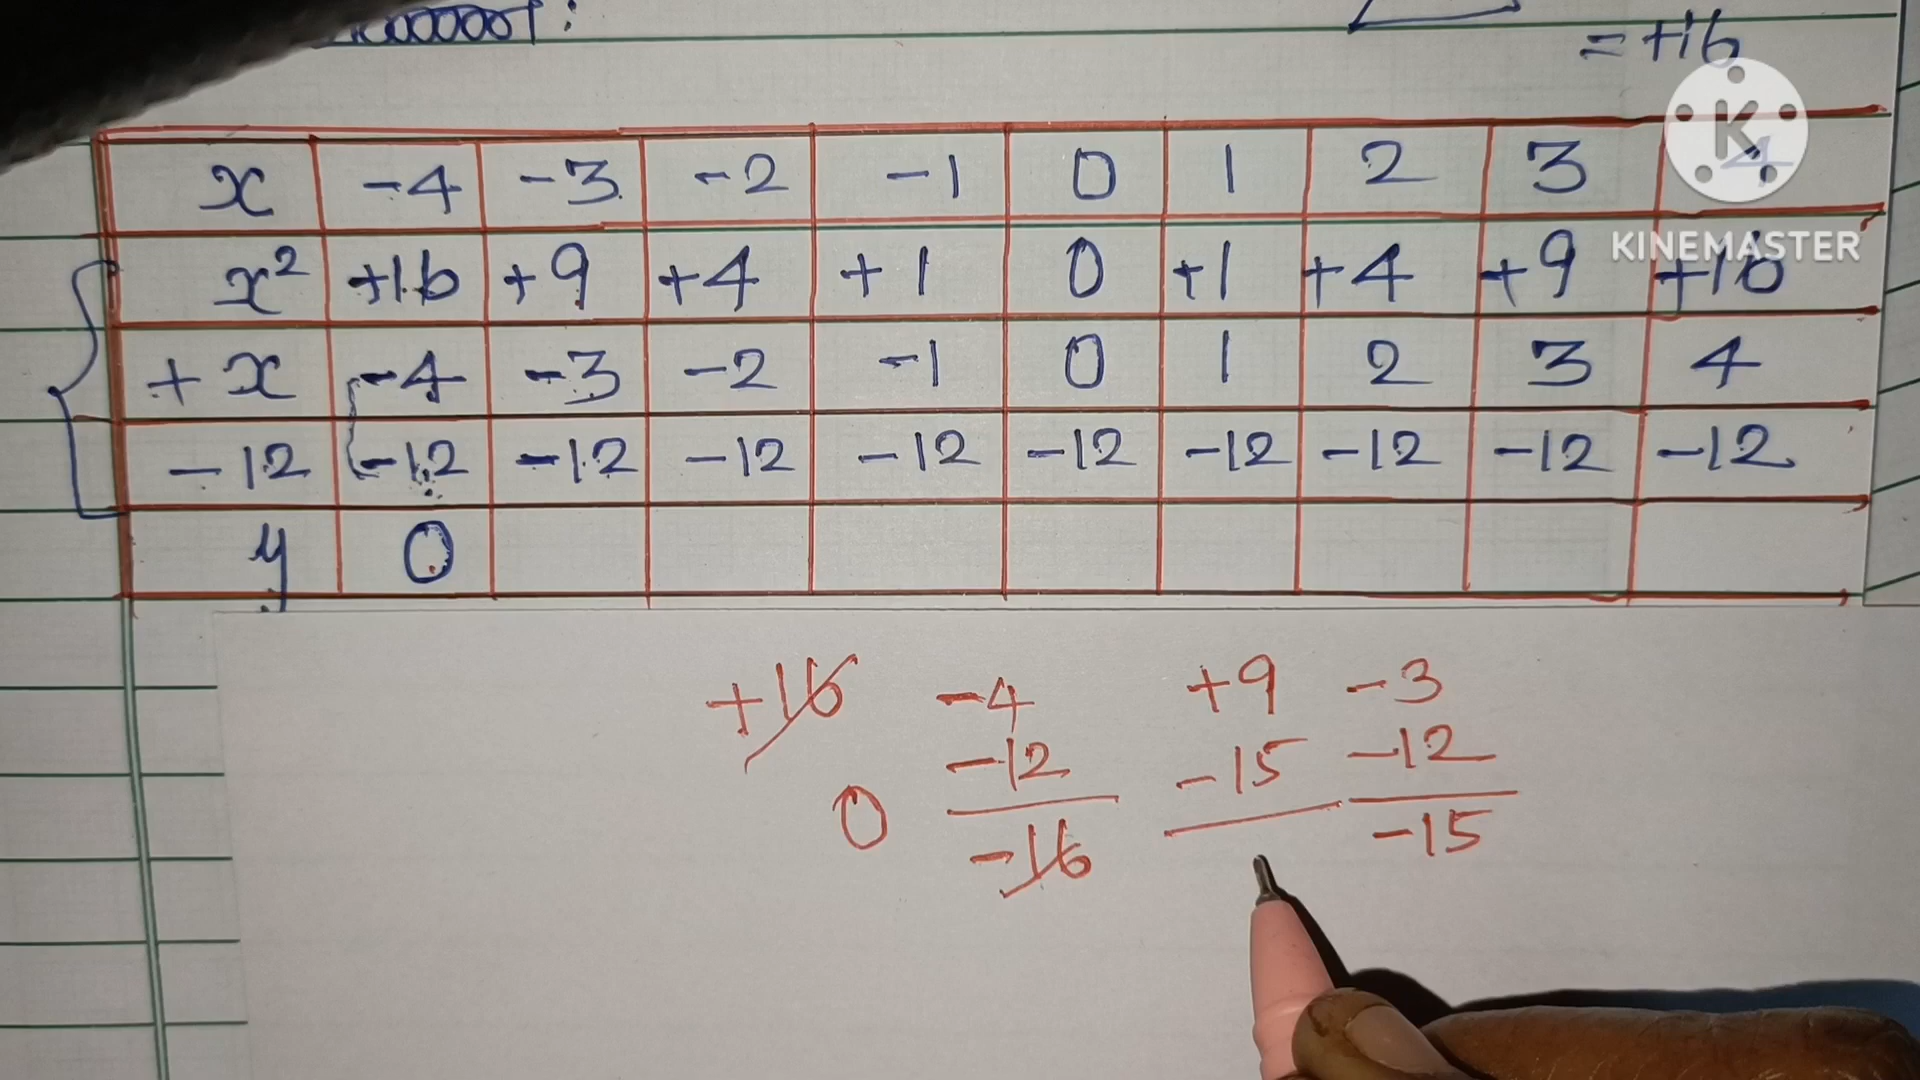 = +16
K
KINEMASTER
x -4 -3 -2 -1 0 1 2 3 4
x² +16 +9 +4 +1 0 +1 +4 +9 +16
+x -4 -3 -2 -1 0 1 2 3 4
-12 -12 -12 -12 -12 -12 -12 -12 -12 -12
y 0
+16 -4 +9 -3
-12 -15 -12
0 -16 -15